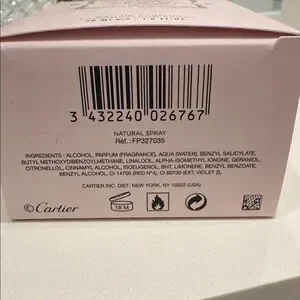 3 432240 026767
NATURAL SPRAY
Réf.:FP327035
INGREDIENTS : ALCOHOL, PARFUM (FRAGRANCE), AQUA (WATER), BENZYL SALICYLATE,
BUTYL METHOXYDIBENZOYLMETHANE, LINALOOL, ALPHA-ISOMETHYL IONONE, GERANIOL,
CITRONELLOL, CINNAMYL ALCOHOL, ISOEUGENOL, BHT, LIMONENE, BENZYL BENZOATE,
BENZYL ALCOHOL, CI 14700 (RED N°4), CI 60730 (EXT. VIOLET 2).
CARTIER INC. DIST. NEW YORK, NY 10022 (USA)
©Cartier
18 M